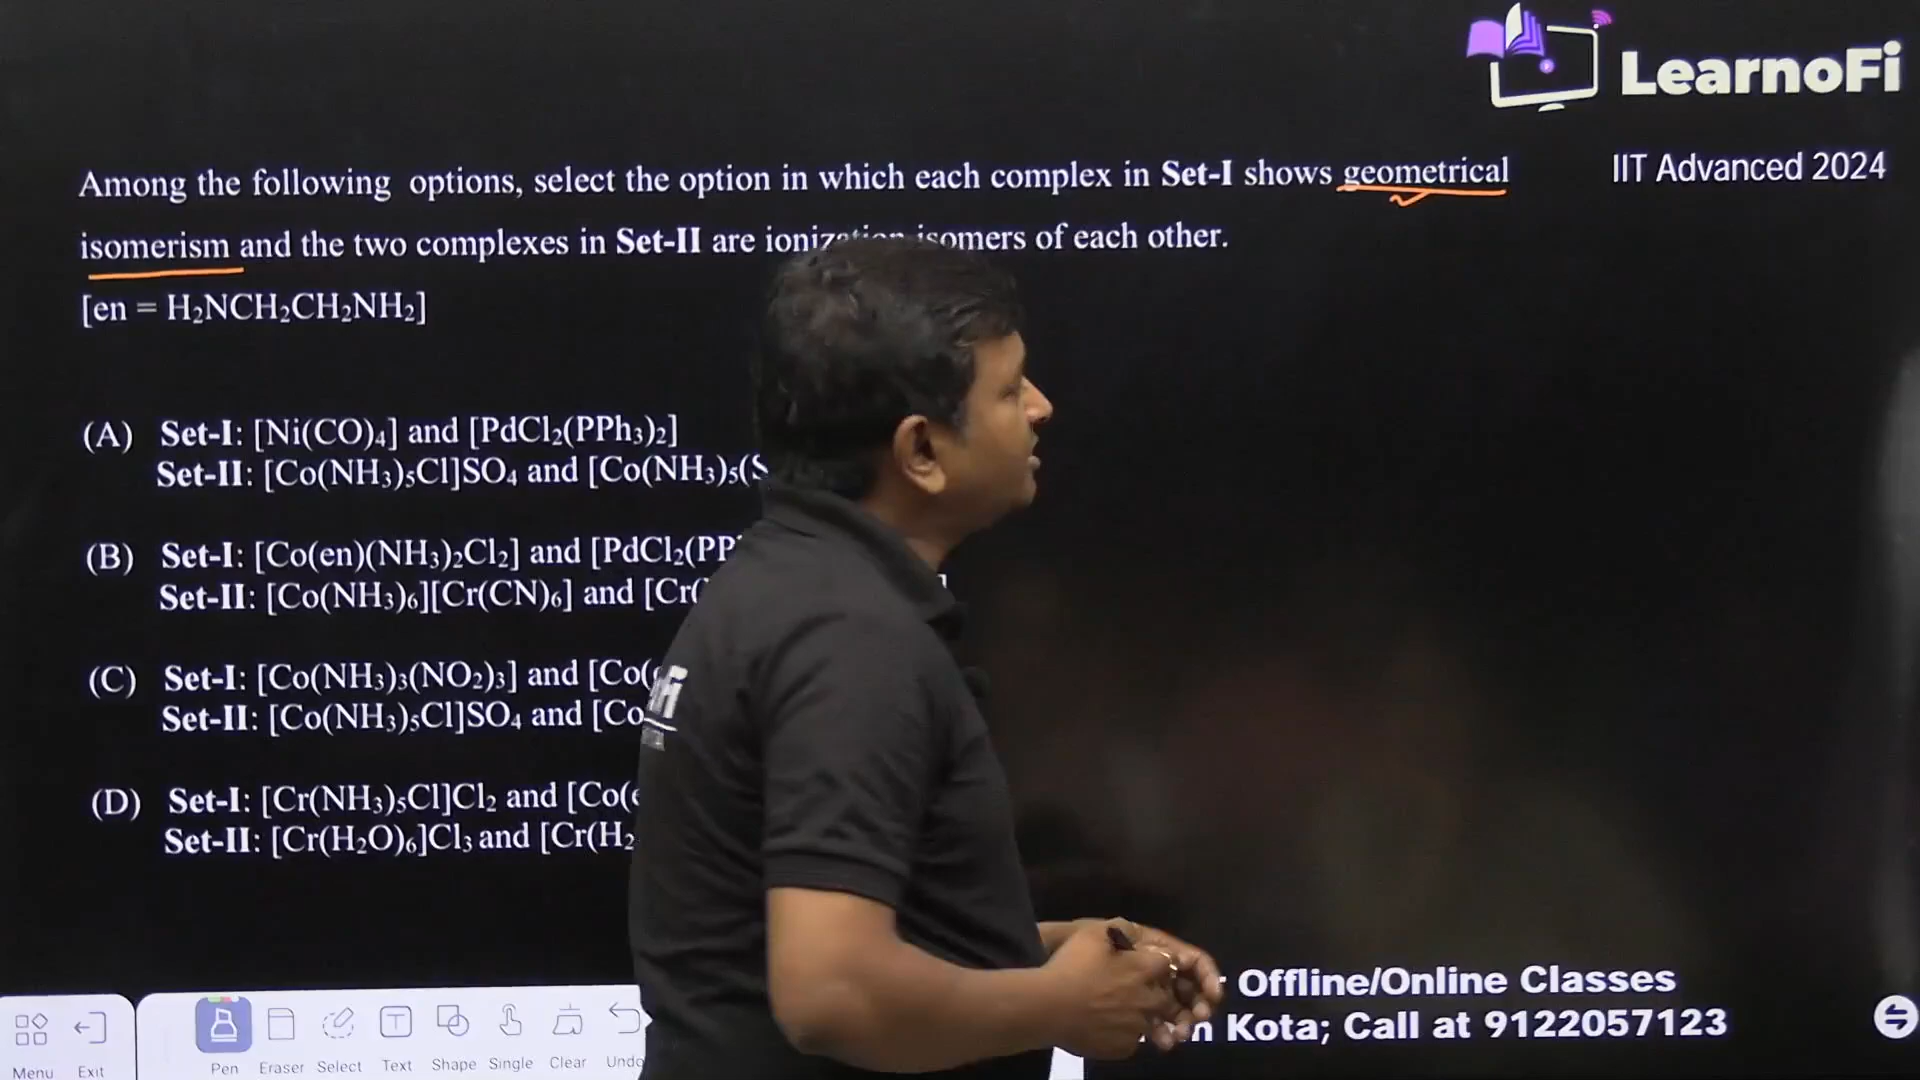 LearnoFi
IIT Advanced 2024
Among the following options, select the option in which each complex in Set-I shows geometrical
isomerism and the two complexes in Set-II are isomers of each other.
[en = H₂NCH₂CH₂NH₂]
(A) Set-I: [Ni(CO)₄] and [PdCl₂(PPh₃)₂]
Set-II: [Co(NH₃)₅Cl]SO₄ and [Co(NH₃)₅(S
(B) Set-I: [Co(en)(NH₃)₂Cl₂] and [PdCl₂(PP
Set-II: [Co(NH₃)₆][Cr(CN)₆] and [Cr(
(C) Set-I: [Co(NH₃)₃(NO₂)₃] and [Co(
Set-II: [Co(NH₃)₅Cl]SO₄ and [Co
(D) Set-I: [Cr(NH₃)₅Cl]Cl₂ and [Co(
Set-II: [Cr(H₂O)₆]Cl₃ and [Cr(H₂
Offline/Online Classes
Kota; Call at 9122057123
Menu Exit Pen Eraser Select Text Shape Single Clear Undo